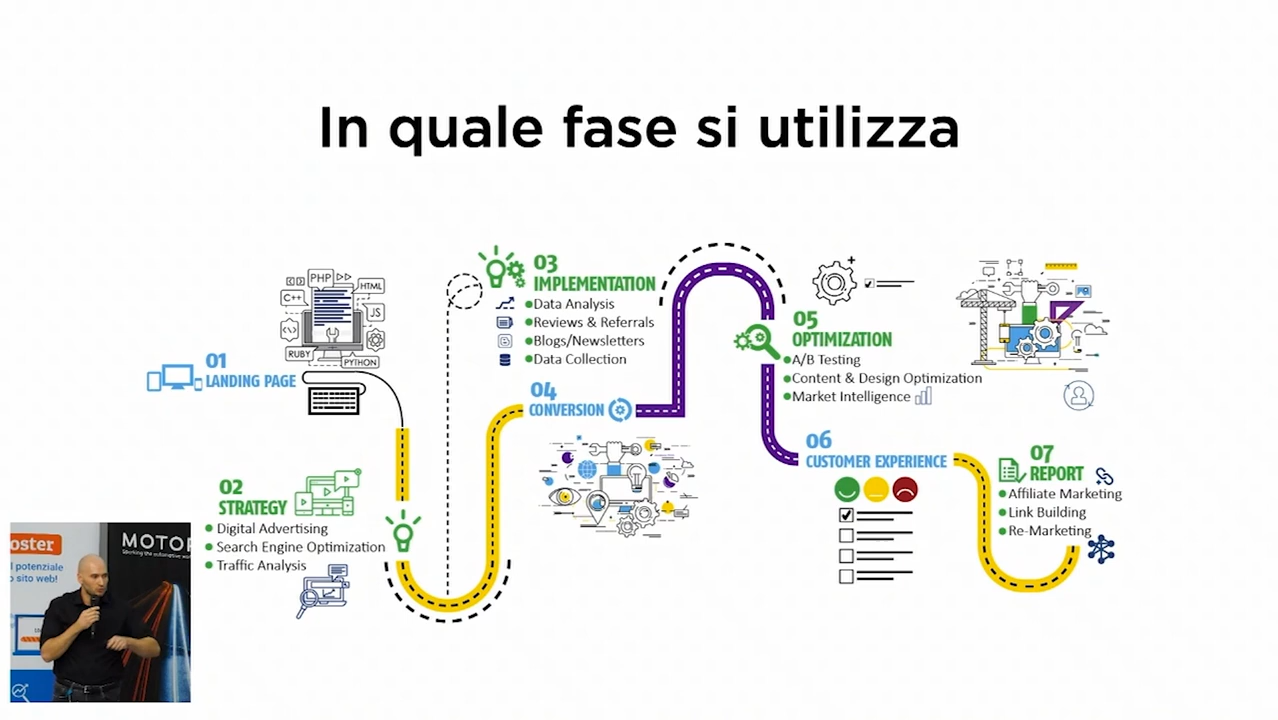 In quale fase si utilizza
01
LANDING PAGE
PHP
HTML
C++
JS
RUBY
PYTHON
02
STRATEGY
Digital Advertising
Search Engine Optimization
Traffic Analysis
03
IMPLEMENTATION
Data Analysis
Reviews & Referrals
Blogs/Newsletters
Data Collection
04
CONVERSION
05
OPTIMIZATION
A/B Testing
Content & Design Optimization
Market Intelligence
06
CUSTOMER EXPERIENCE
07
REPORT
Affiliate Marketing
Link Building
Re-Marketing
oster
l potenziale
o sito web!
MOTOR